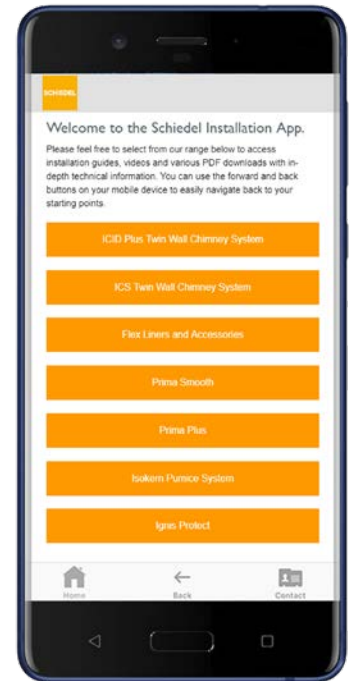 SCHIEDEL
Welcome to the Schiedel Installation App.
Please feel free to select from our range below to access
installation guides, videos and various PDF downloads with in-
depth technical information. You can use the forward and back
buttons on your mobile device to easily navigate back to your
starting points.
ICID Plus Twin Wall Chimney System
ICS Twin Wall Chimney System
Flex Liners and Accessories
Prima Smooth
Prima Plus
Isokern Pumice System
Ignis Protect
Home
Back
Contact